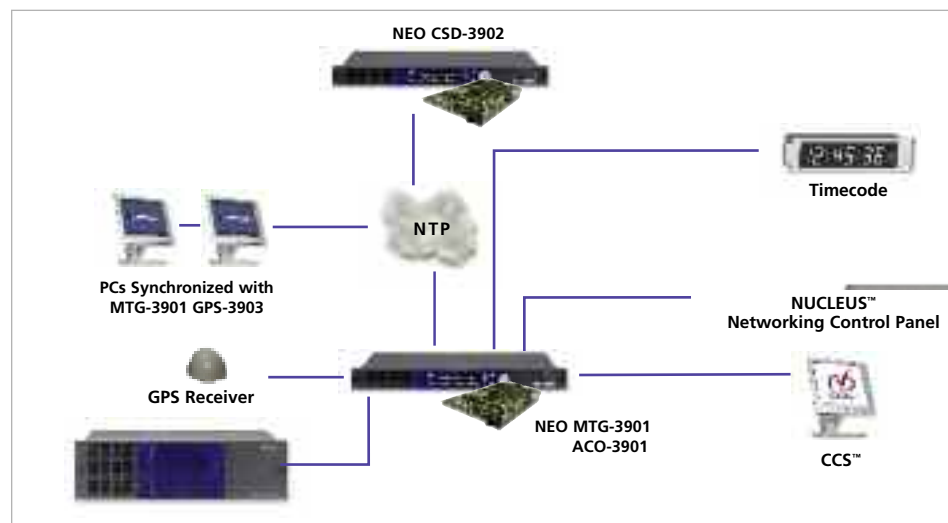 NEO CSD-3902
12:45:36
Timecode
NTP
PCs Synchronized with
MTG-3901 GPS-3903
NUCLEUS™
Networking Control Panel
GPS Receiver
NEO MTG-3901
ACO-3901
CCS™